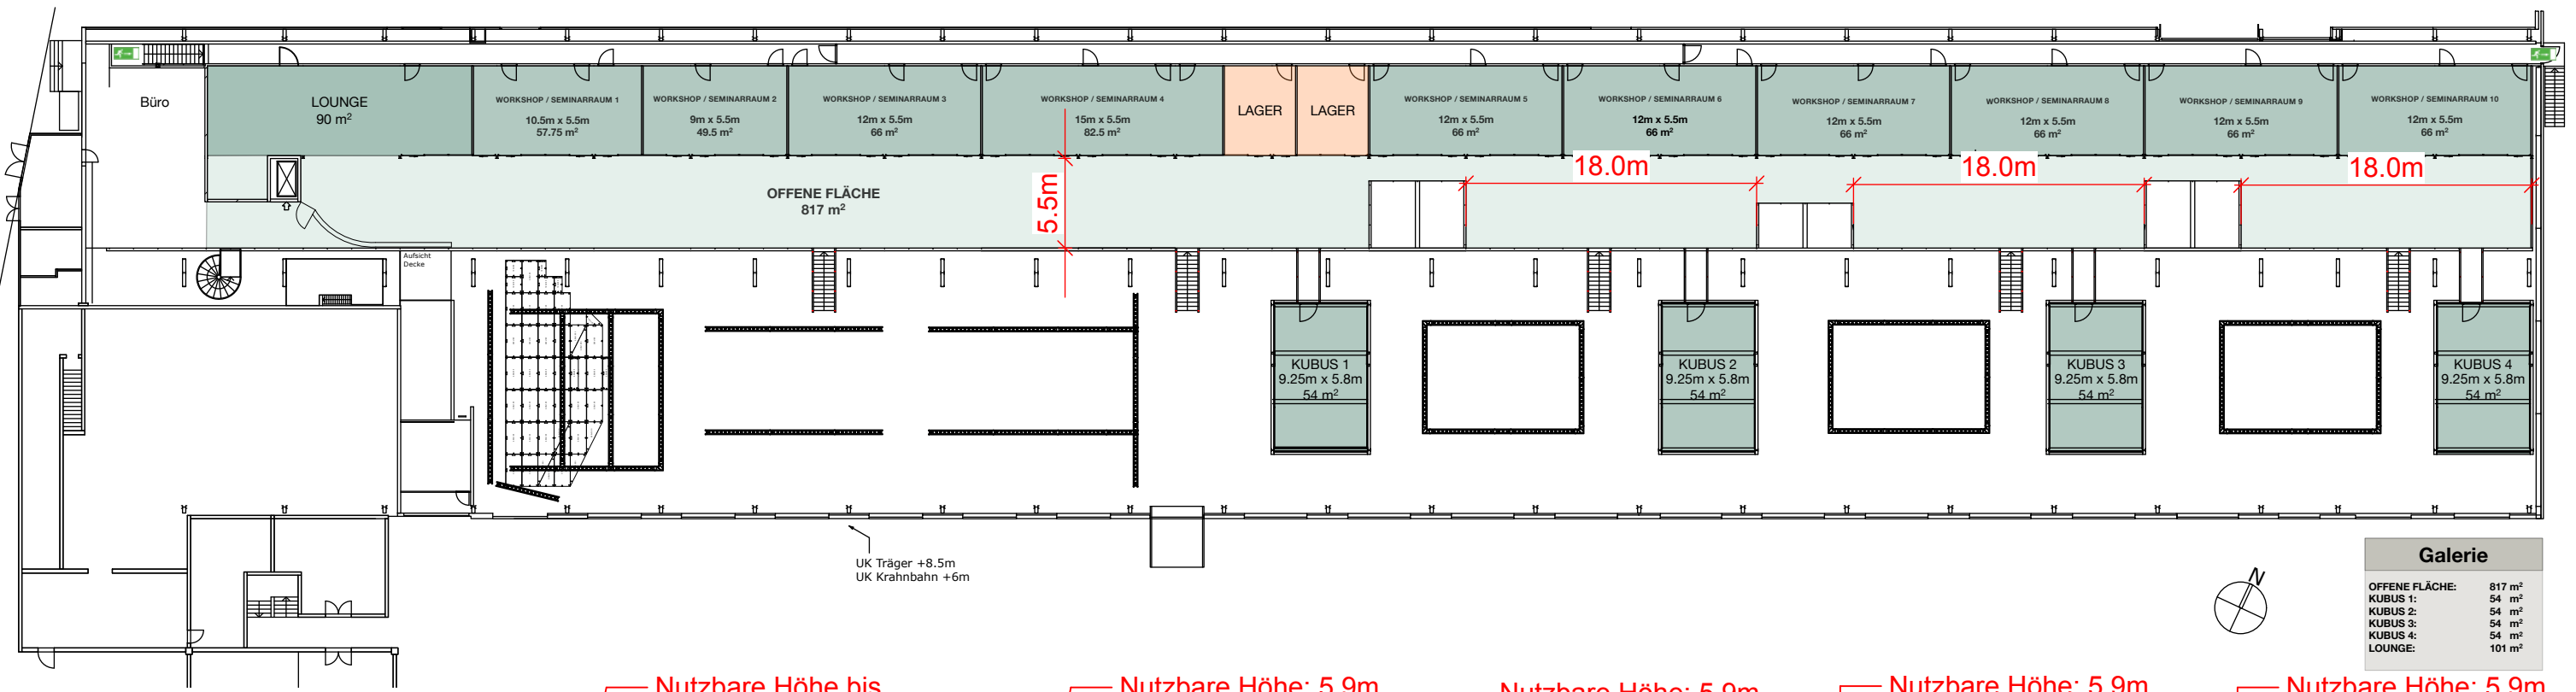 Büro
LOUNGE
90 m²
WORKSHOP / SEMINARRAUM 1
10.5m x 5.5m
57.75 m²
WORKSHOP / SEMINARRAUM 2
9m x 5.5m
49.5 m²
WORKSHOP / SEMINARRAUM 3
12m x 5.5m
66 m²
WORKSHOP / SEMINARRAUM 4
15m x 5.5m
82.5 m²
LAGER
LAGER
WORKSHOP / SEMINARRAUM 5
12m x 5.5m
66 m²
WORKSHOP / SEMINARRAUM 6
12m x 5.5m
66 m²
WORKSHOP / SEMINARRAUM 7
12m x 5.5m
66 m²
WORKSHOP / SEMINARRAUM 8
12m x 5.5m
66 m²
WORKSHOP / SEMINARRAUM 9
12m x 5.5m
66 m²
WORKSHOP / SEMINARRAUM 10
12m x 5.5m
66 m²
OFFENE FLÄCHE
817 m²
5.5m
18.0m
18.0m
18.0m
Aufsicht
Decke
KUBUS 1
9.25m x 5.8m
54 m²
KUBUS 2
9.25m x 5.8m
54 m²
KUBUS 3
9.25m x 5.8m
54 m²
KUBUS 4
9.25m x 5.8m
54 m²
UK Träger +8.5m
UK Krahnbahn +6m
N
Galerie
OFFENE FLÄCHE: 817 m²
KUBUS 1: 54 m²
KUBUS 2: 54 m²
KUBUS 3: 54 m²
KUBUS 4: 54 m²
LOUNGE: 101 m²
Nutzbare Höhe bis
Nutzbare Höhe: 5.9m
Nutzbare Höhe: 5.9m
Nutzbare Höhe: 5.9m
Nutzbare Höhe: 5.9m